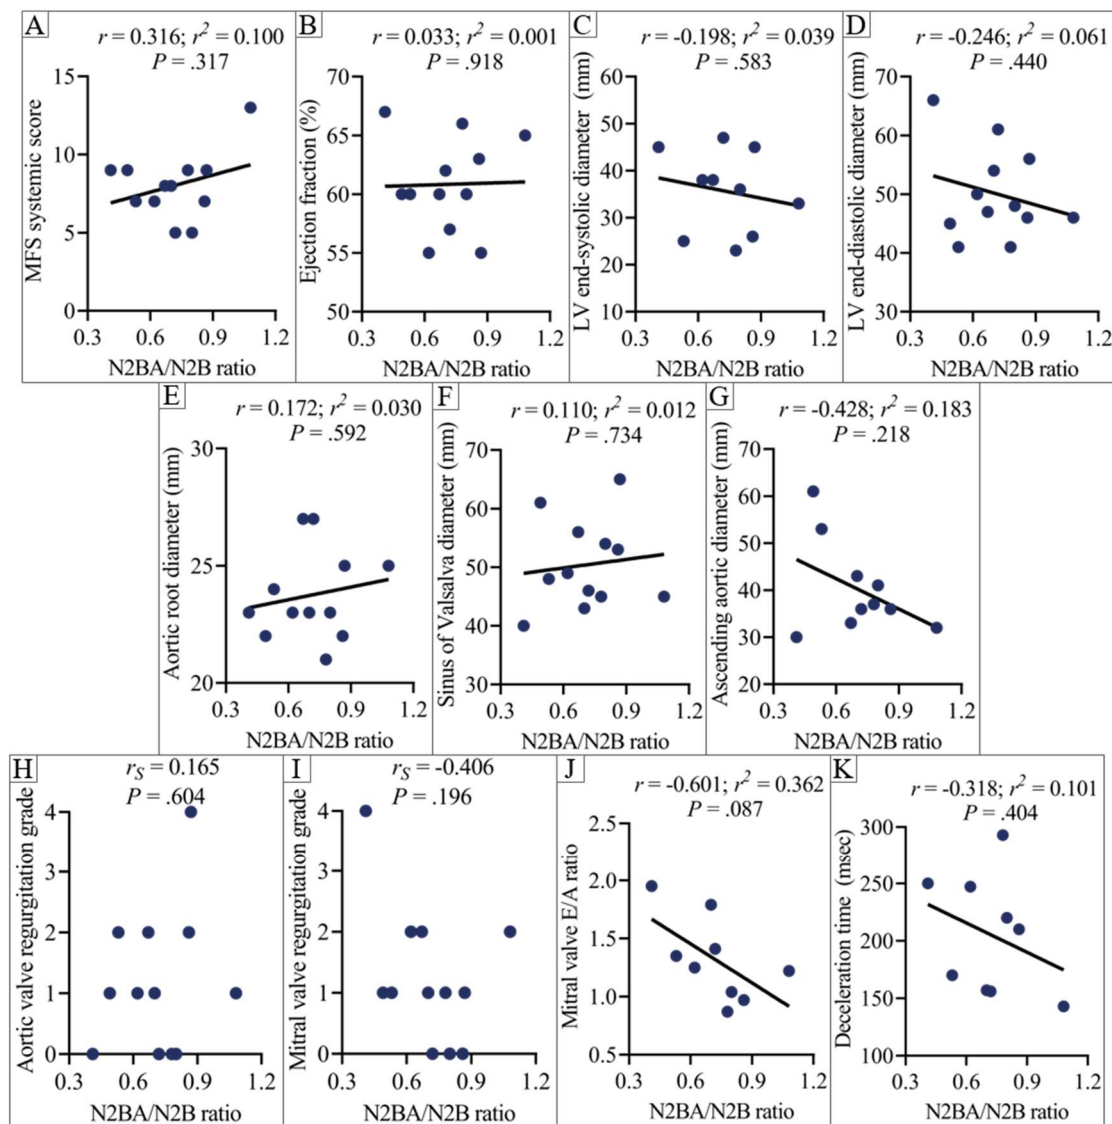 A
r = 0.316; r² = 0.100
P = .317
MFS systemic score
15
10
5
0
0.3 0.6 0.9 1.2
N2BA/N2B ratio
B
r = 0.033; r² = 0.001
P = .918
Ejection fraction (%)
70
65
60
55
50
0.3 0.6 0.9 1.2
N2BA/N2B ratio
C
r = -0.198; r² = 0.039
P = .583
LV end-systolic diameter (mm)
60
50
40
30
20
10
0.3 0.6 0.9 1.2
N2BA/N2B ratio
D
r = -0.246; r² = 0.061
P = .440
LV end-diastolic diameter (mm)
70
60
50
40
30
0.3 0.6 0.9 1.2
N2BA/N2B ratio
E
r = 0.172; r² = 0.030
P = .592
Aortic root diameter (mm)
30
25
20
0.3 0.6 0.9 1.2
N2BA/N2B ratio
F
r = 0.110; r² = 0.012
P = .734
Sinus of Valsalva diameter (mm)
70
60
50
40
30
0.3 0.6 0.9 1.2
N2BA/N2B ratio
G
r = -0.428; r² = 0.183
P = .218
Ascending aortic diameter (mm)
70
60
50
40
30
20
0.3 0.6 0.9 1.2
N2BA/N2B ratio
H
rS = 0.165
P = .604
Aortic valve regurgitation grade
4
3
2
1
0
0.3 0.6 0.9 1.2
N2BA/N2B ratio
I
rS = -0.406
P = .196
Mitral valve regurgitation grade
4
3
2
1
0
0.3 0.6 0.9 1.2
N2BA/N2B ratio
J
r = -0.601; r² = 0.362
P = .087
Mitral valve E/A ratio
2.5
2.0
1.5
1.0
0.5
0.3 0.6 0.9 1.2
N2BA/N2B ratio
K
r = -0.318; r² = 0.101
P = .404
Deceleration time (msec)
300
250
200
150
100
0.3 0.6 0.9 1.2
N2BA/N2B ratio